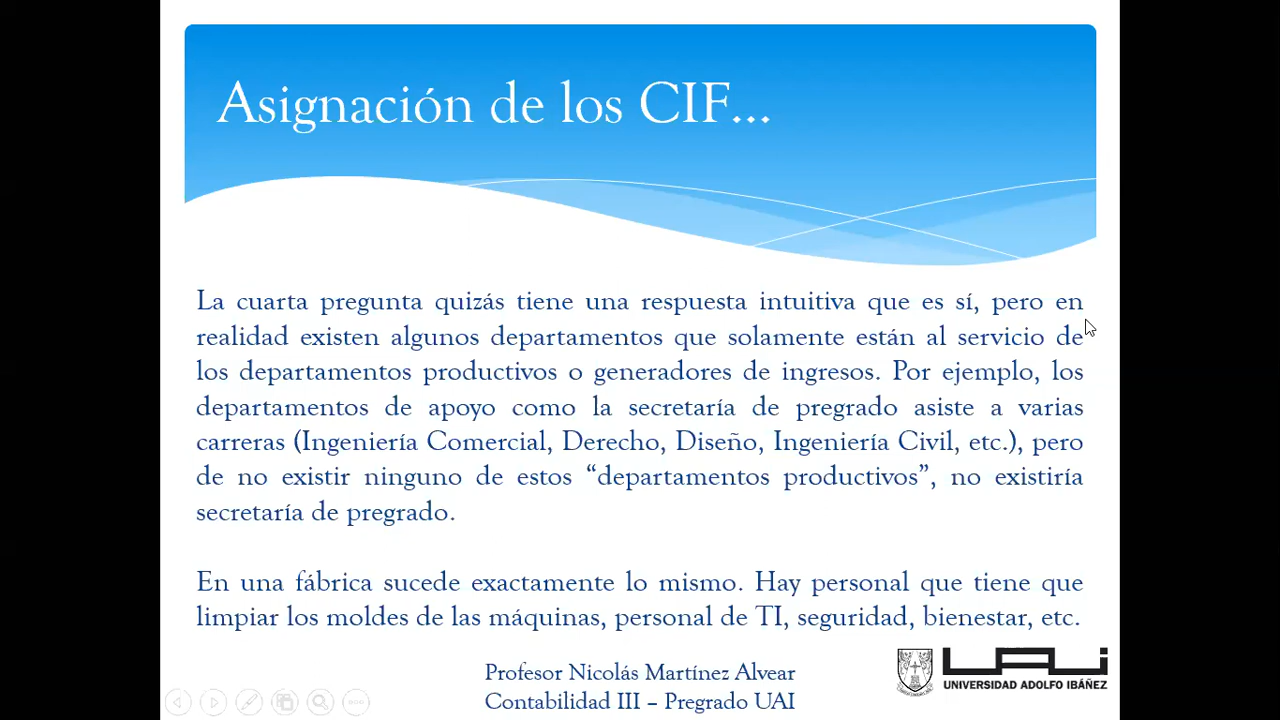 Asignación de los CIF...
La cuarta pregunta quizás tiene una respuesta intuitiva que es sí, pero en
realidad existen algunos departamentos que solamente están al servicio de
los departamentos productivos o generadores de ingresos. Por ejemplo, los
departamentos de apoyo como la secretaría de pregrado asiste a varias
carreras (Ingeniería Comercial, Derecho, Diseño, Ingeniería Civil, etc.), pero
de no existir ninguno de estos “departamentos productivos”, no existiría
secretaría de pregrado.
En una fábrica sucede exactamente lo mismo. Hay personal que tiene que
limpiar los moldes de las máquinas, personal de TI, seguridad, bienestar, etc.
Profesor Nicolás Martínez Alvear
Contabilidad III – Pregrado UAI
UAI
UNIVERSIDAD ADOLFO IBÁÑEZ